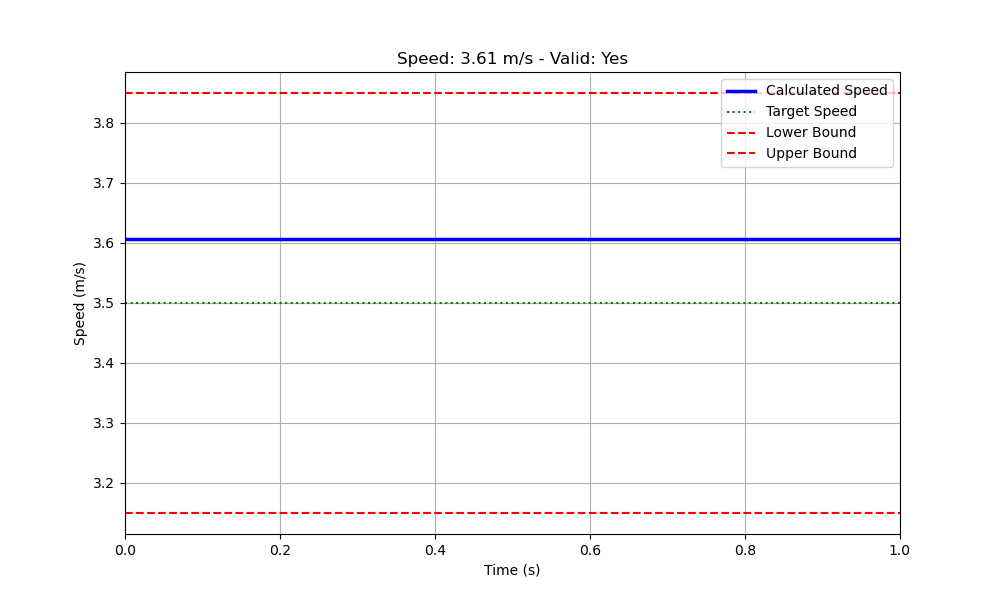 Speed: 3.61 m/s - Valid: Yes
Calculated Speed
Target Speed
Lower Bound
Upper Bound
Speed (m/s)
3.8
3.7
3.6
3.5
3.4
3.3
3.2
0.0 0.2 0.4 0.6 0.8 1.0
Time (s)